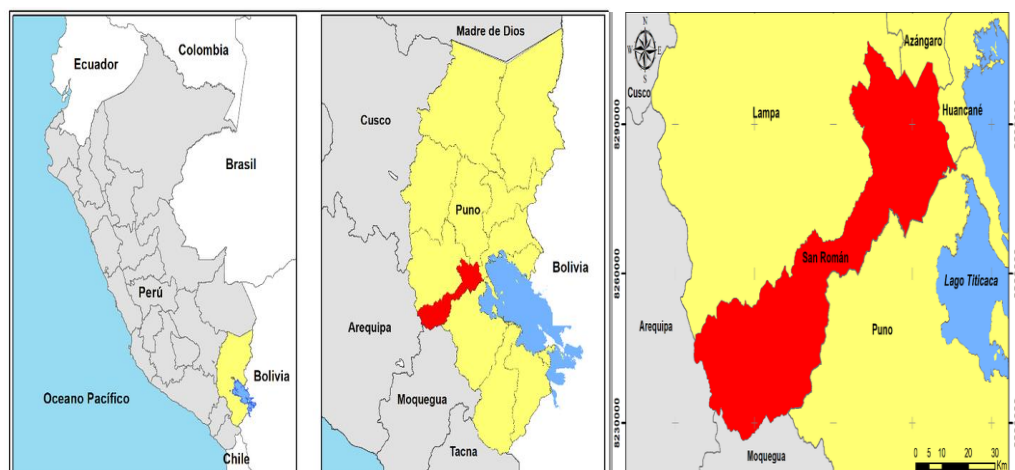 Ecuador
Colombia
Brasil
Perú
Bolivia
Oceano Pacífico
Chile
Madre de Dios
Cusco
Puno
Bolivia
Arequipa
Moquegua
Tacna
N
W E
S
Azángaro
Cusco
Lampa
Huancané
8290000
San Román
8260000
Lago Titicaca
Arequipa
Puno
8230000
Moquegua
0 5 10 20 30
Km